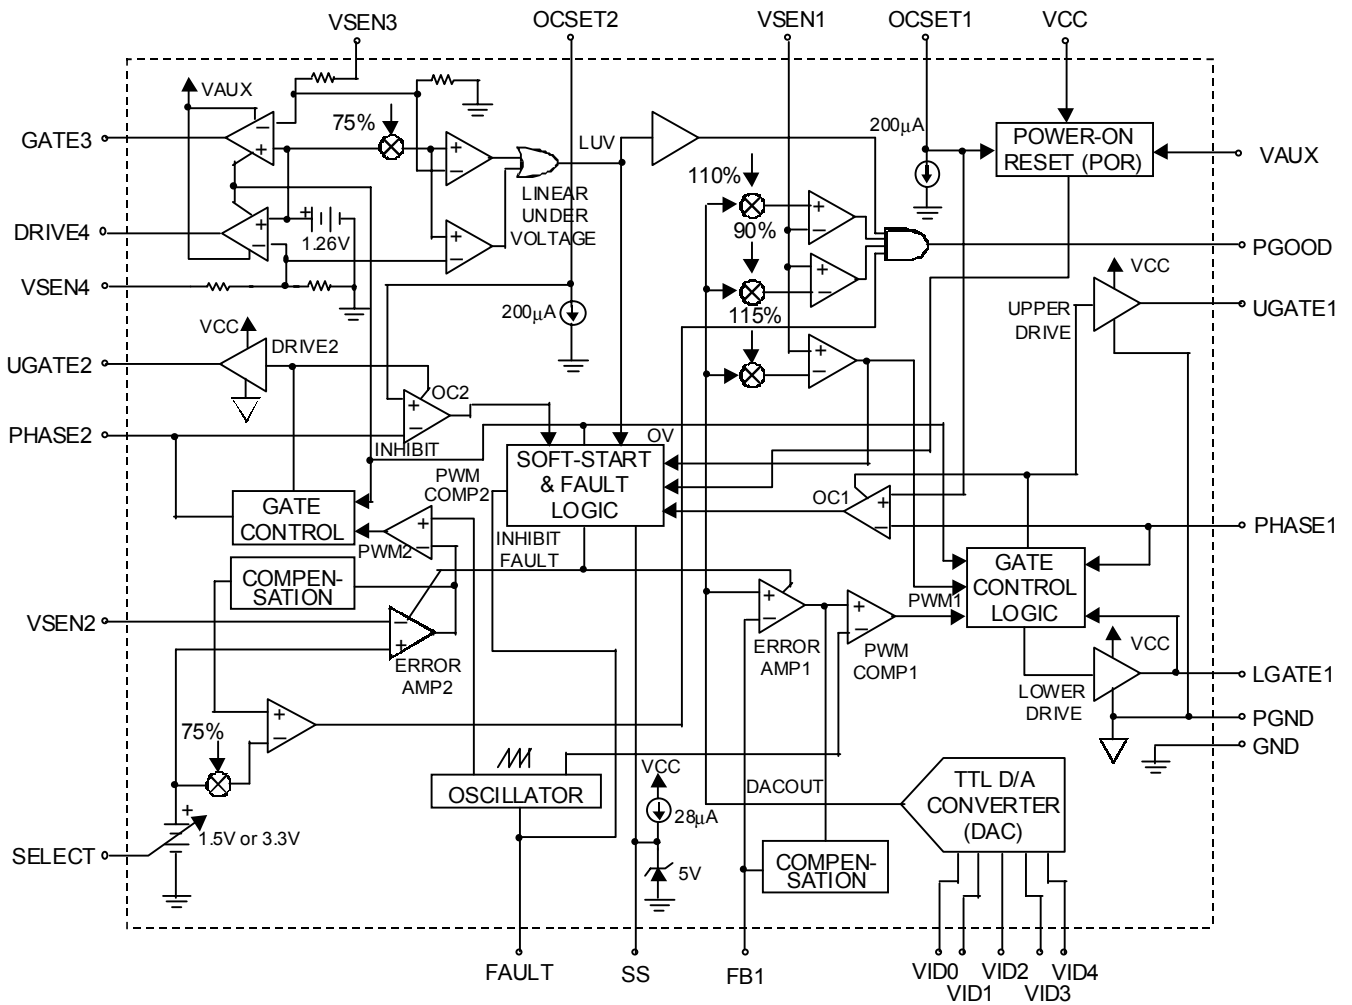 VSEN3
OCSET2
VSEN1
OCSET1
VCC
VAUX
GATE3
75%
LUV
200µA
POWER-ON
RESET (POR)
VAUX
110%
LINEAR
UNDER
VOLTAGE
DRIVE4
1.26V
90%
PGOOD
VSEN4
VCC
200µA
115%
UPPER
DRIVE
UGATE1
VCC
DRIVE2
UGATE2
OC2
PHASE2
INHIBIT
OV
PWM
COMP2
SOFT-START
& FAULT
LOGIC
OC1
GATE
CONTROL
PWM2
INHIBIT
FAULT
PHASE1
COMPEN-
SATION
GATE
CONTROL
LOGIC
PWM1
VSEN2
ERROR
AMP2
ERROR
AMP1
PWM
COMP1
VCC
LOWER
DRIVE
LGATE1
75%
PGND
GND
VCC
OSCILLATOR
DACOUT
TTL D/A
CONVERTER
(DAC)
28µA
1.5V or 3.3V
SELECT
5V
COMPEN-
SATION
FAULT
SS
FB1
VID0
VID1
VID2
VID3
VID4